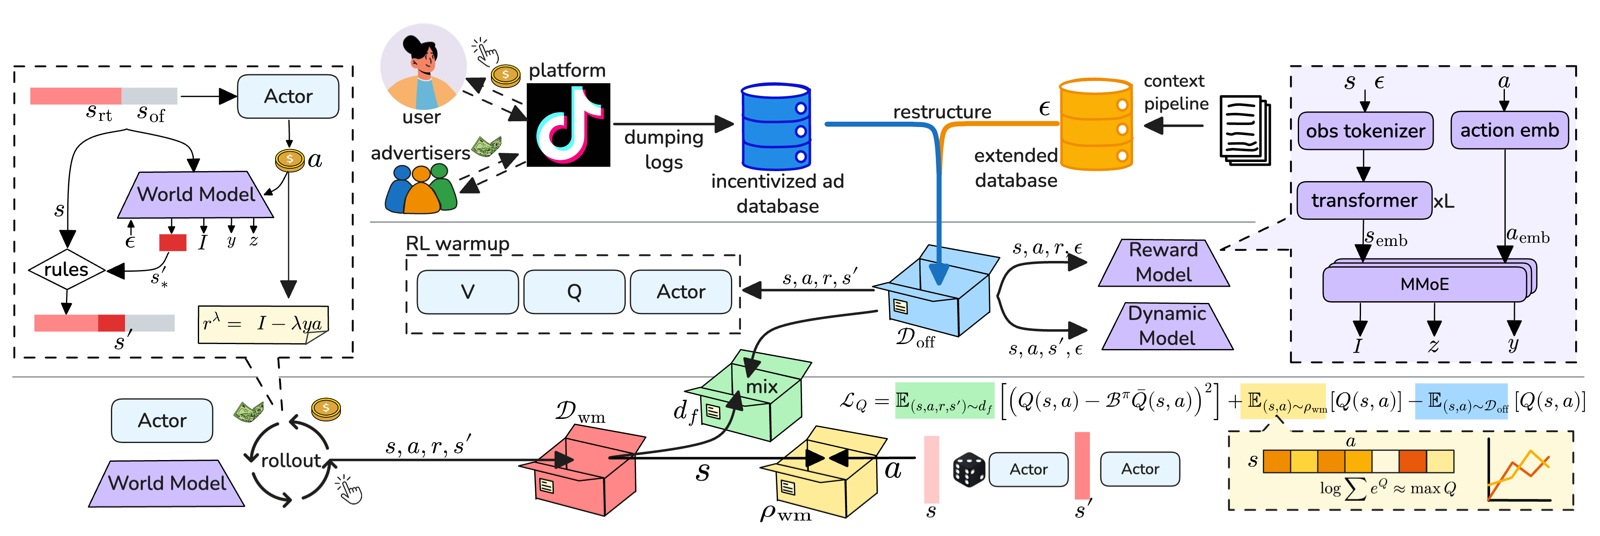 s_rt s_of
Actor
a
World Model
s
ϵ I y z
rules
s'_*
s'
r^λ = I − λya
user
platform
advertisers
dumping
logs
incentivized ad
database
restructure
ϵ
extended
database
context
pipeline
s ϵ
a
obs tokenizer
action emb
transformer
xL
s_emb
a_emb
MMoE
I z y
RL warmup
V
Q
Actor
s, a, r, s'
D_off
s, a, r, ϵ
Reward
Model
Dynamic
Model
s, a, s', ϵ
mix
d_f
L_Q = E_(s,a,r,s')∼d_f [(Q(s,a) − B^π Q̄(s,a))^2] + E_(s,a)∼ρ_wm [Q(s,a)] − E_(s,a)∼D_off [Q(s,a)]
Actor
World Model
rollout
s, a, r, s'
D_wm
s
ρ_wm
a
s
Actor
s'
Actor
a
s
log ∑ e^Q ≈ max Q